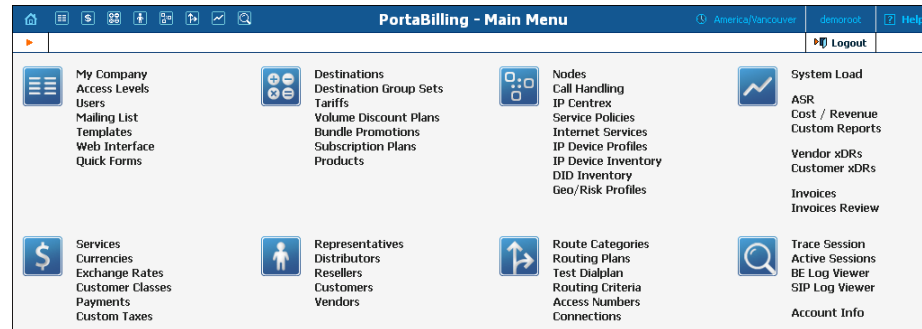 PortaBilling - Main Menu
America/Vancouver
demoroot
? Help
Logout
My Company
Access Levels
Users
Mailing List
Templates
Web Interface
Quick Forms
Destinations
Destination Group Sets
Tariffs
Volume Discount Plans
Bundle Promotions
Subscription Plans
Products
Nodes
Call Handling
IP Centrex
Service Policies
Internet Services
IP Device Profiles
IP Device Inventory
DID Inventory
Geo/Risk Profiles
System Load
ASR
Cost / Revenue
Custom Reports
Vendor xDRs
Customer xDRs
Invoices
Invoices Review
Services
Currencies
Exchange Rates
Customer Classes
Payments
Custom Taxes
Representatives
Distributors
Resellers
Customers
Vendors
Route Categories
Routing Plans
Test Dialplan
Routing Criteria
Access Numbers
Connections
Trace Session
Active Sessions
BE Log Viewer
SIP Log Viewer
Account Info